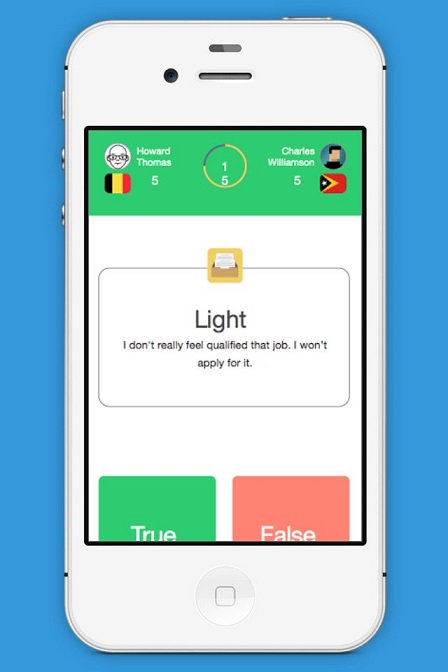 Howard
Thomas
5
1
5
Charles
Williamson
5
Light
I don't really feel qualified that job. I won't
apply for it.
True
False